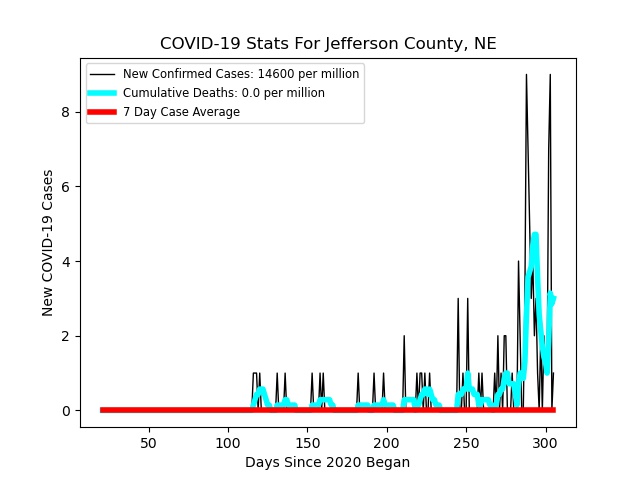 COVID-19 Stats For Jefferson County, NE
New Confirmed Cases: 14600 per million
Cumulative Deaths: 0.0 per million
7 Day Case Average
New COVID-19 Cases
8
6
4
2
0
50 100 150 200 250 300
Days Since 2020 Began